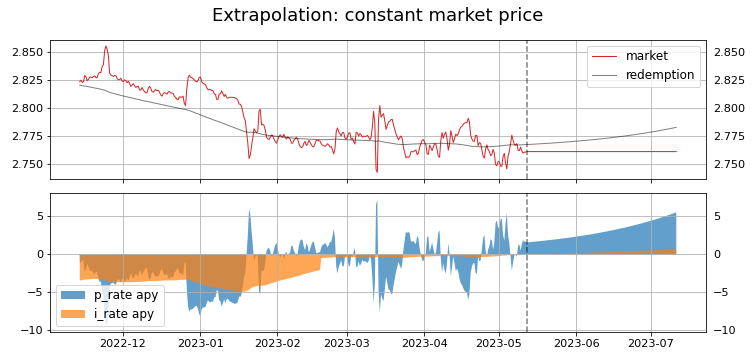 Extrapolation: constant market price
2.850 2.850
2.825 2.825
2.800 2.800
2.775 2.775
2.750 2.750
market
redemption
5 5
0 0
−5 −5
−10 −10
p_rate apy
i_rate apy
2022-12 2023-01 2023-02 2023-03 2023-04 2023-05 2023-06 2023-07